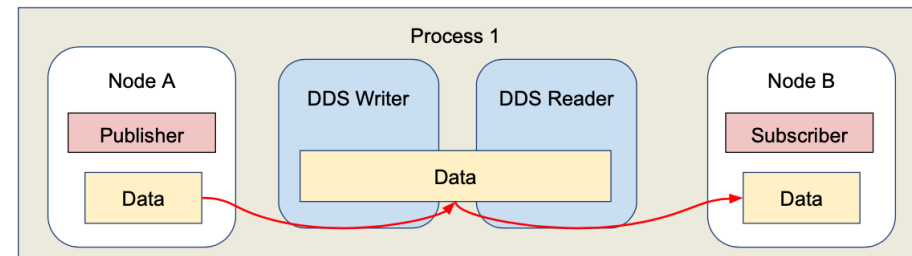 Process 1
Node A
DDS Writer
DDS Reader
Node B
Publisher
Subscriber
Data
Data
Data